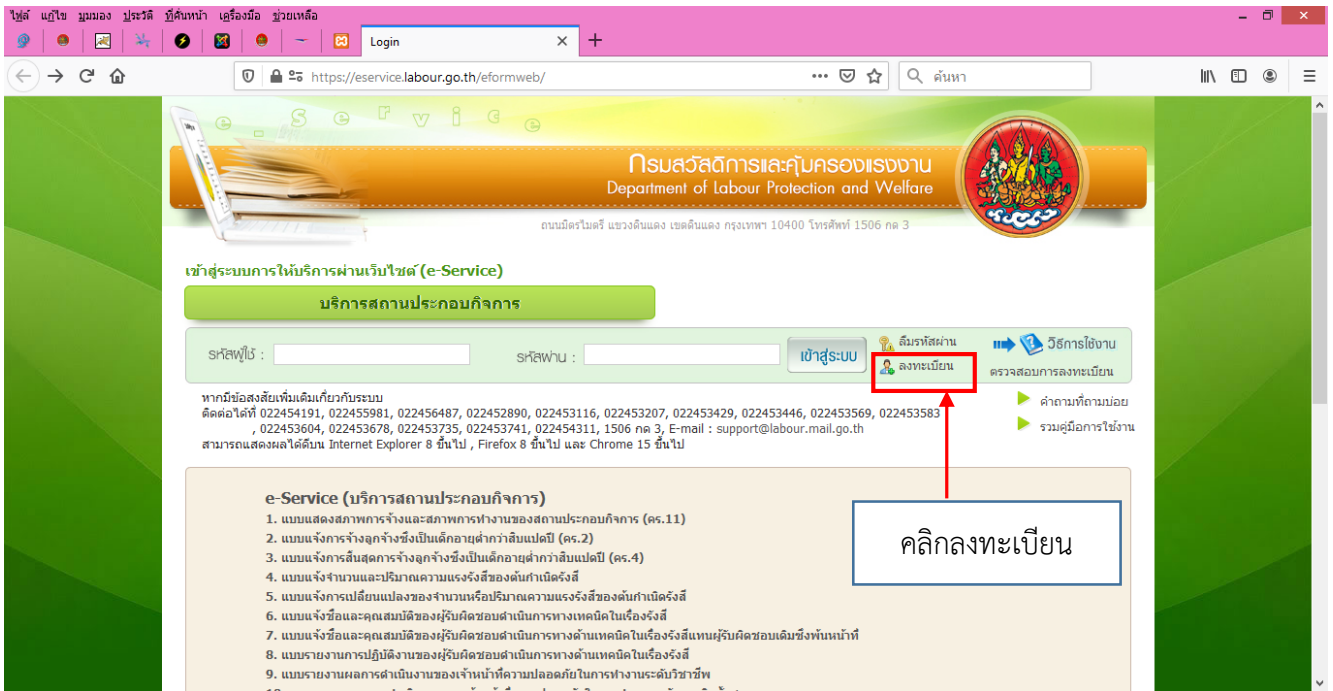 ไฟล์ แก้ไข มุมมอง ประวัติ ที่คั่นหน้า เครื่องมือ ช่วยเหลือ
Login
https://eservice.labour.go.th/eformweb/
ค้นหา
e_Service
กรมสวัสดิการและคุ้มครองแรงงาน
Department of Labour Protection and Welfare
ถนนมิตรไมตรี แขวงดินแดง เขตดินแดง กรุงเทพฯ 10400 โทรศัพท์ 1506 กด 3
เข้าสู่ระบบการให้บริการผ่านเว็บไซต์ (e-Service)
บริการสถานประกอบกิจการ
รหัสผู้ใช้ :
รหัสผ่าน :
เข้าสู่ระบบ
ลืมรหัสผ่าน
ลงทะเบียน
วิธีการใช้งาน
ตรวจสอบการลงทะเบียน
หากมีข้อสงสัยเพิ่มเติมเกี่ยวกับระบบ
ติดต่อได้ที่ 022454191, 022455981, 022456487, 022452890, 022453116, 022453207, 022453429, 022453446, 022453569, 022453583
, 022453604, 022453678, 022453735, 022453741, 022454311, 1506 กด 3, E-mail : support@labour.mail.go.th
สามารถแสดงผลได้ดีบน Internet Explorer 8 ขึ้นไป , Firefox 8 ขึ้นไป และ Chrome 15 ขึ้นไป
คำถามที่ถามบ่อย
รวมคู่มือการใช้งาน
e-Service (บริการสถานประกอบกิจการ)
1. แบบแสดงสภาพการจ้างและสภาพการทำงานของสถานประกอบกิจการ (คร.11)
2. แบบแจ้งการจ้างลูกจ้างซึ่งเป็นเด็กอายุต่ำกว่าสิบแปดปี (คร.2)
3. แบบแจ้งการสิ้นสุดการจ้างลูกจ้างซึ่งเป็นเด็กอายุต่ำกว่าสิบแปดปี (คร.4)
4. แบบแจ้งจำนวนและปริมาณความแรงรังสีของต้นกำเนิดรังสี
5. แบบแจ้งการเปลี่ยนแปลงของจำนวนหรือปริมาณความแรงรังสีของต้นกำเนิดรังสี
6. แบบแจ้งชื่อและคุณสมบัติของผู้รับผิดชอบดำเนินการทางเทคนิคในเรื่องรังสี
7. แบบแจ้งชื่อและคุณสมบัติของผู้รับผิดชอบดำเนินการทางด้านเทคนิคในเรื่องรังสีแทนผู้รับผิดชอบเดิมซึ่งพ้นหน้าที่
8. แบบรายงานการปฏิบัติงานของผู้รับผิดชอบดำเนินการทางด้านเทคนิคในเรื่องรังสี
9. แบบรายงานผลการดำเนินงานของเจ้าหน้าที่ความปลอดภัยในการทำงานระดับวิชาชีพ
คลิกลงทะเบียน